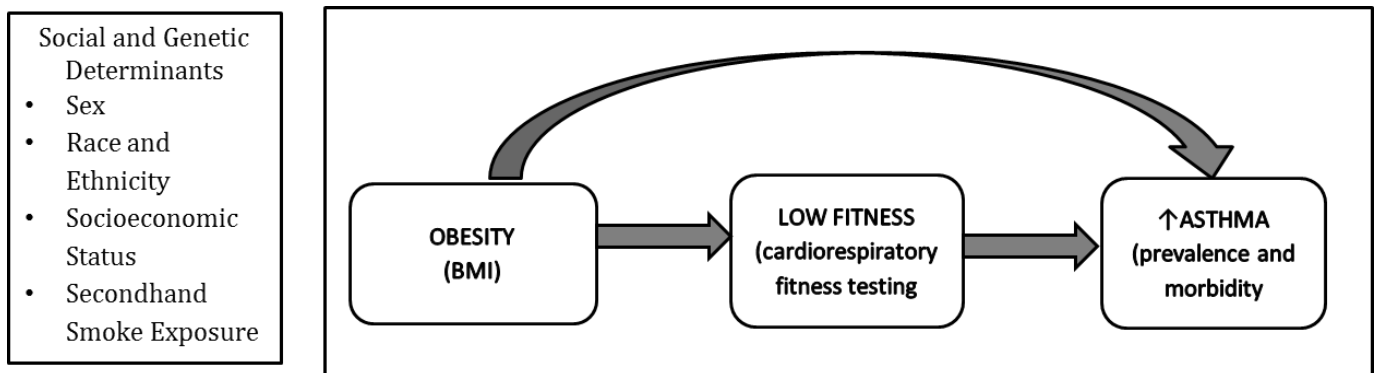 Social and Genetic
Determinants
• Sex
• Race and
Ethnicity
• Socioeconomic
Status
• Secondhand
Smoke Exposure
OBESITY
(BMI)
LOW FITNESS
(cardiorespiratory
fitness testing
↑ASTHMA
(prevalence and
morbidity